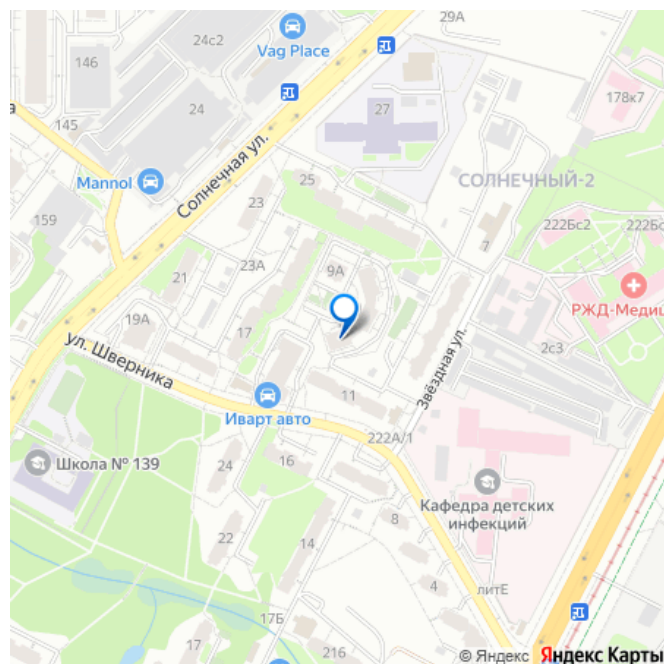 29А
24с2
Vag Place
146
178к7
24
27
145
а
Солнечная ул.
Mannol
25
СОЛНЕЧНЫЙ-2
23
159
222Бс2
222Бс
7
9А
23А
21
РЖД-Медиц
19А
17
2с3
ул. Шверника
Звёздная ул.
11
Иварт авто
222А/1
Школа № 139
24
16
Кафедра детских
инфекций
8
22
14
4
литЕ
17Б
17
216
© Яндекс Яндекс Карты